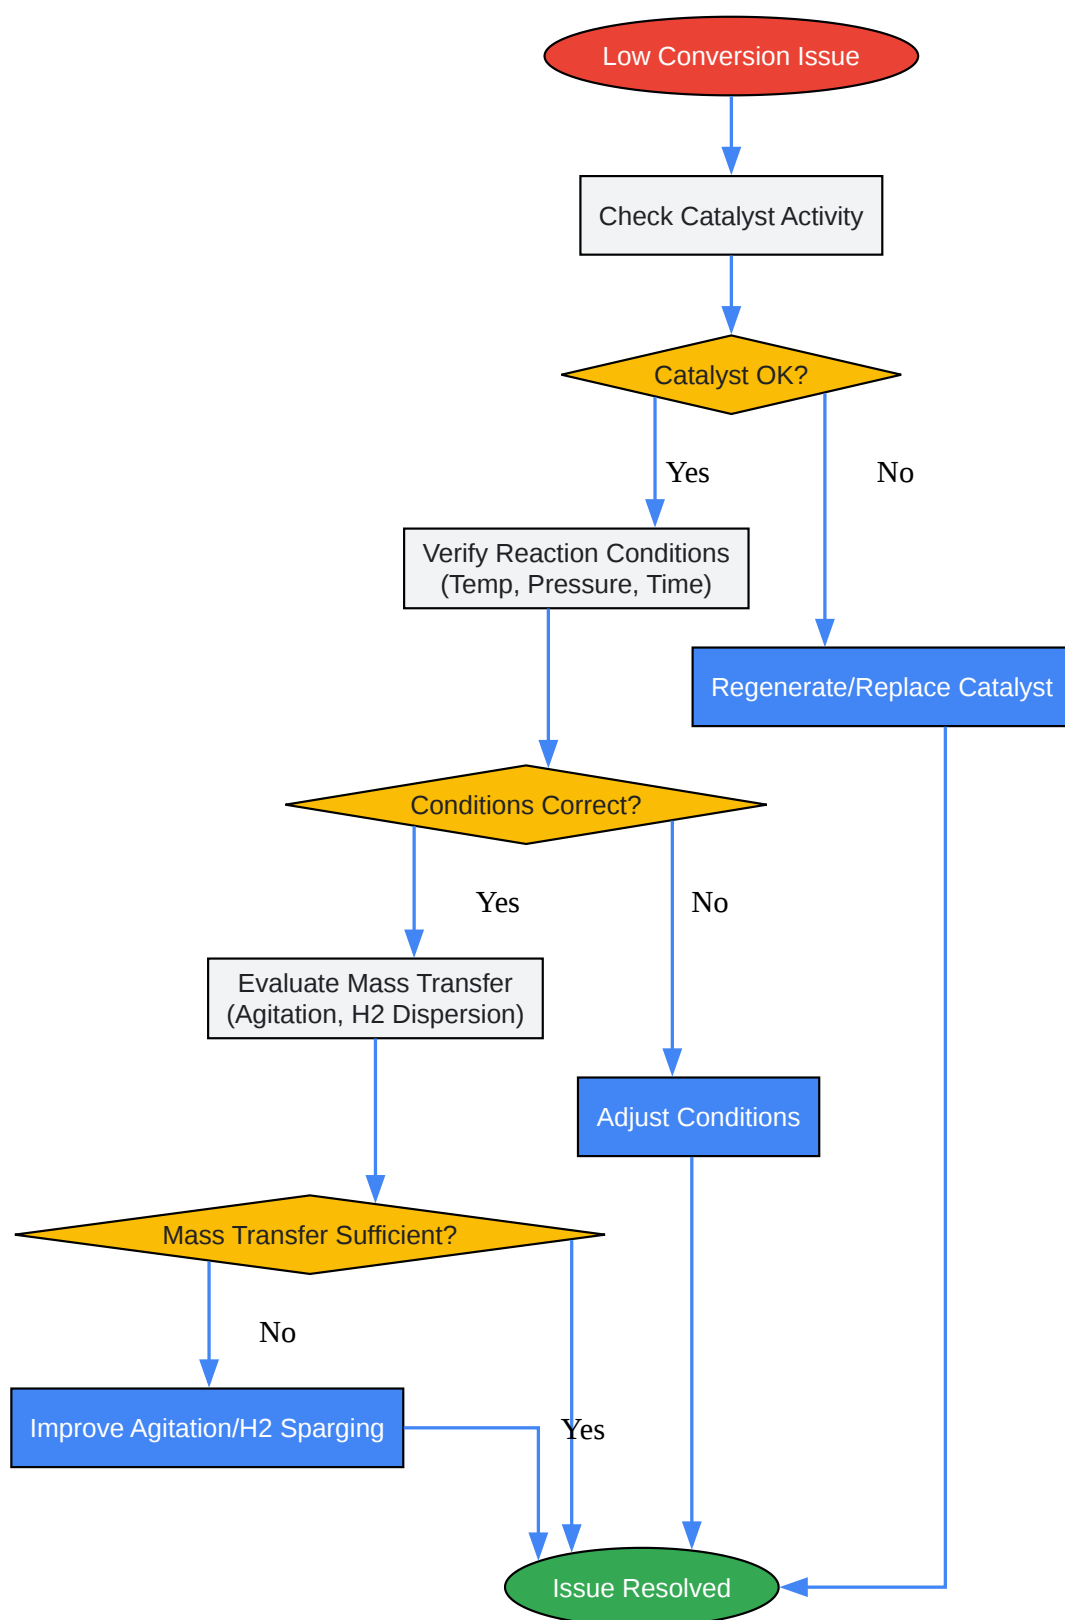 Low Conversion Issue
Check Catalyst Activity
Catalyst OK?
Yes
No
Verify Reaction Conditions
(Temp, Pressure, Time)
Regenerate/Replace Catalyst
Conditions Correct?
Yes
No
Evaluate Mass Transfer
(Agitation, H2 Dispersion)
Adjust Conditions
Mass Transfer Sufficient?
No
Improve Agitation/H2 Sparging
Yes
Issue Resolved